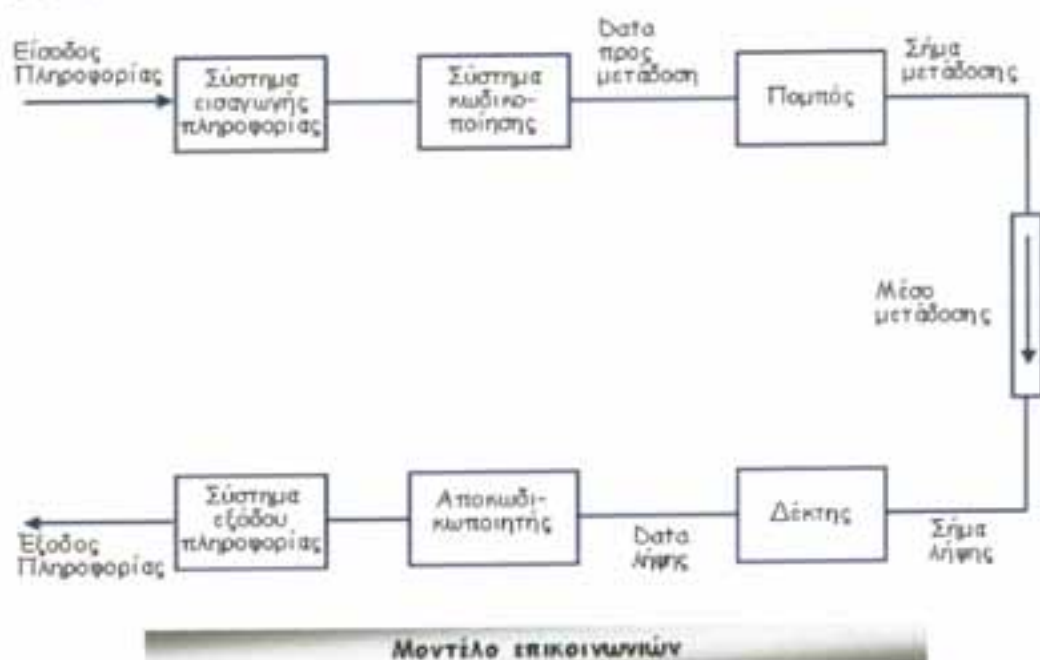 Είσοδος
Πληροφορίας
Σύστημα
εισαγωγής
πληροφορίας
Σύστημα
κωδικο-
ποίησης
Data
προς
μετάδοση
Πομπός
Σήμα
μετάδοσης
Μέσο
μετάδοσης
Έξοδος
Πληροφορίας
Σύστημα
εξόδου
πληροφορίας
Αποκωδι-
κωποιητής
Data
λήψης
Δέκτης
Σήμα
λήψης
Μοντέλο επικοινωνιών